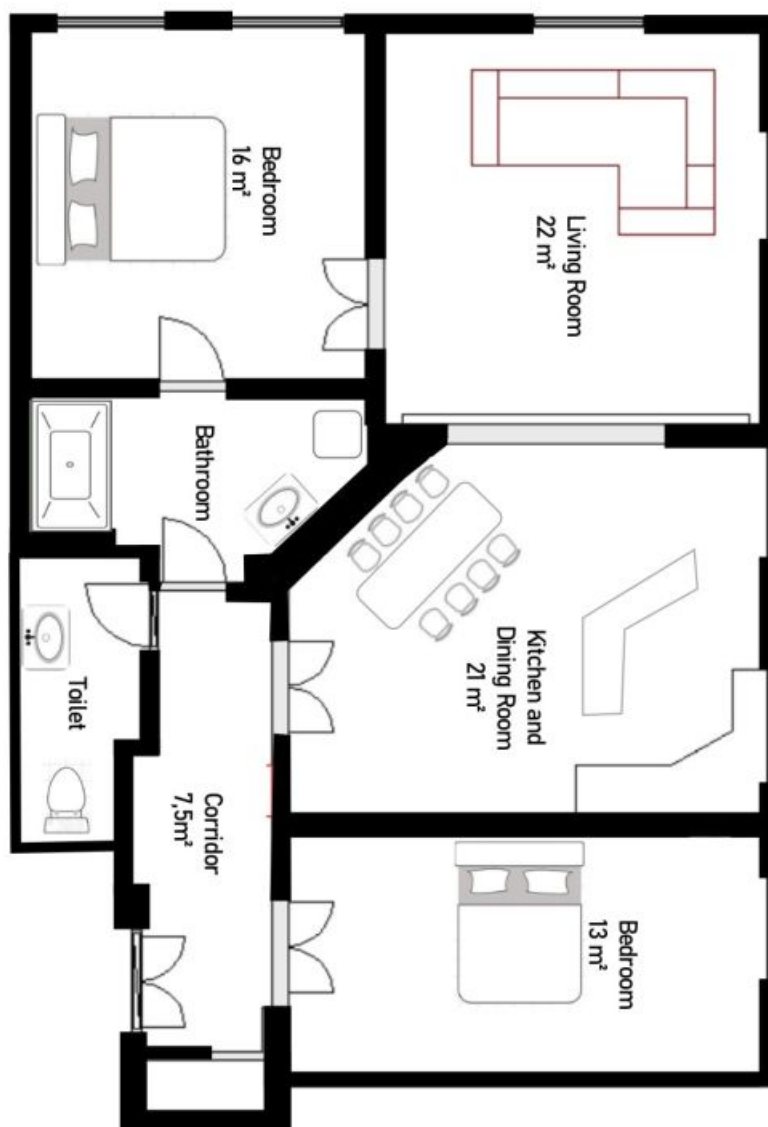 Bedroom
16 m²
Living Room
22 m²
Bathroom
Kitchen and
Dining Room
21 m²
Toilet
Corridor
7,5m²
Bedroom
13 m²